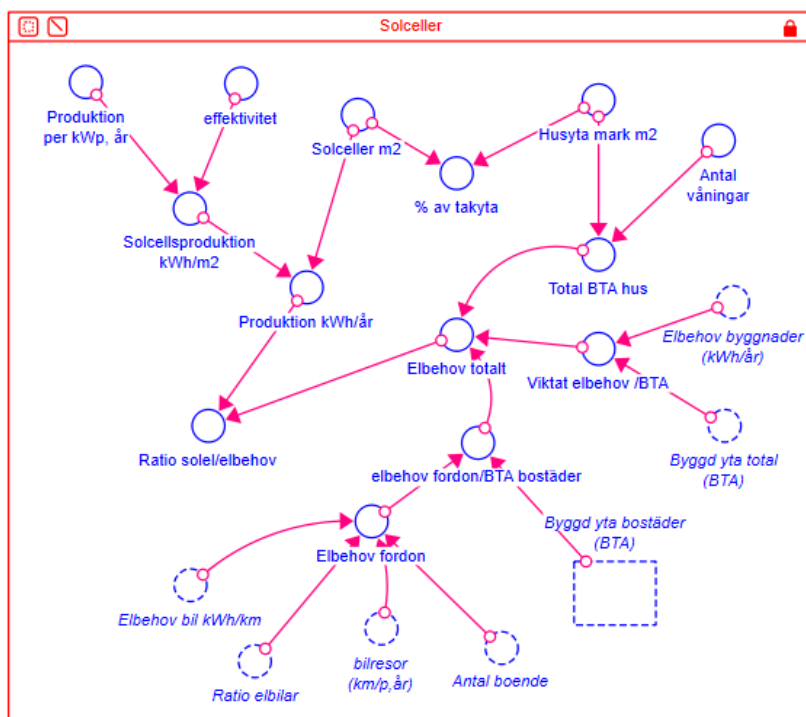 Solceller
Produktion
per kWp, år
effektivitet
Solceller m2
Husyta mark m2
Antal
våningar
% av takyta
Solcellsproduktion
kWh/m2
Total BTA hus
Produktion kWh/år
Elbehov byggnader
(kWh/år)
Elbehov totalt
Viktat elbehov /BTA
Ratio solel/elbehov
Byggd yta total
(BTA)
elbehov fordon/BTA bostäder
Byggd yta bostäder
(BTA)
Elbehov fordon
Elbehov bil kWh/km
bilresor
(km/p,år)
Ratio elbilar
Antal boende